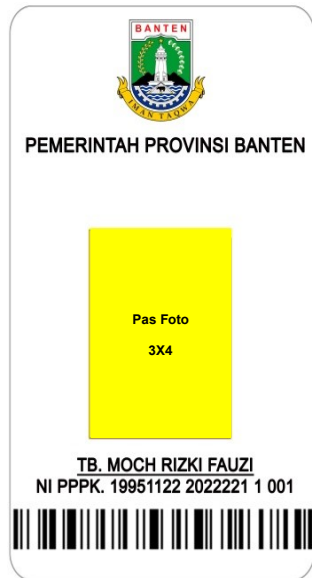 BANTEN
IMAN TAQWA
PEMERINTAH PROVINSI BANTEN
Pas Foto
3X4
TB. MOCH RIZKI FAUZI
NI PPPK. 19951122 2022221 1 001